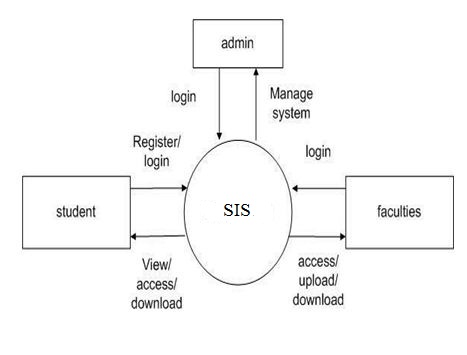 admin
login
Manage
system
Register/
login
login
student
SIS
faculties
View/
access/
download
access/
upload/
download